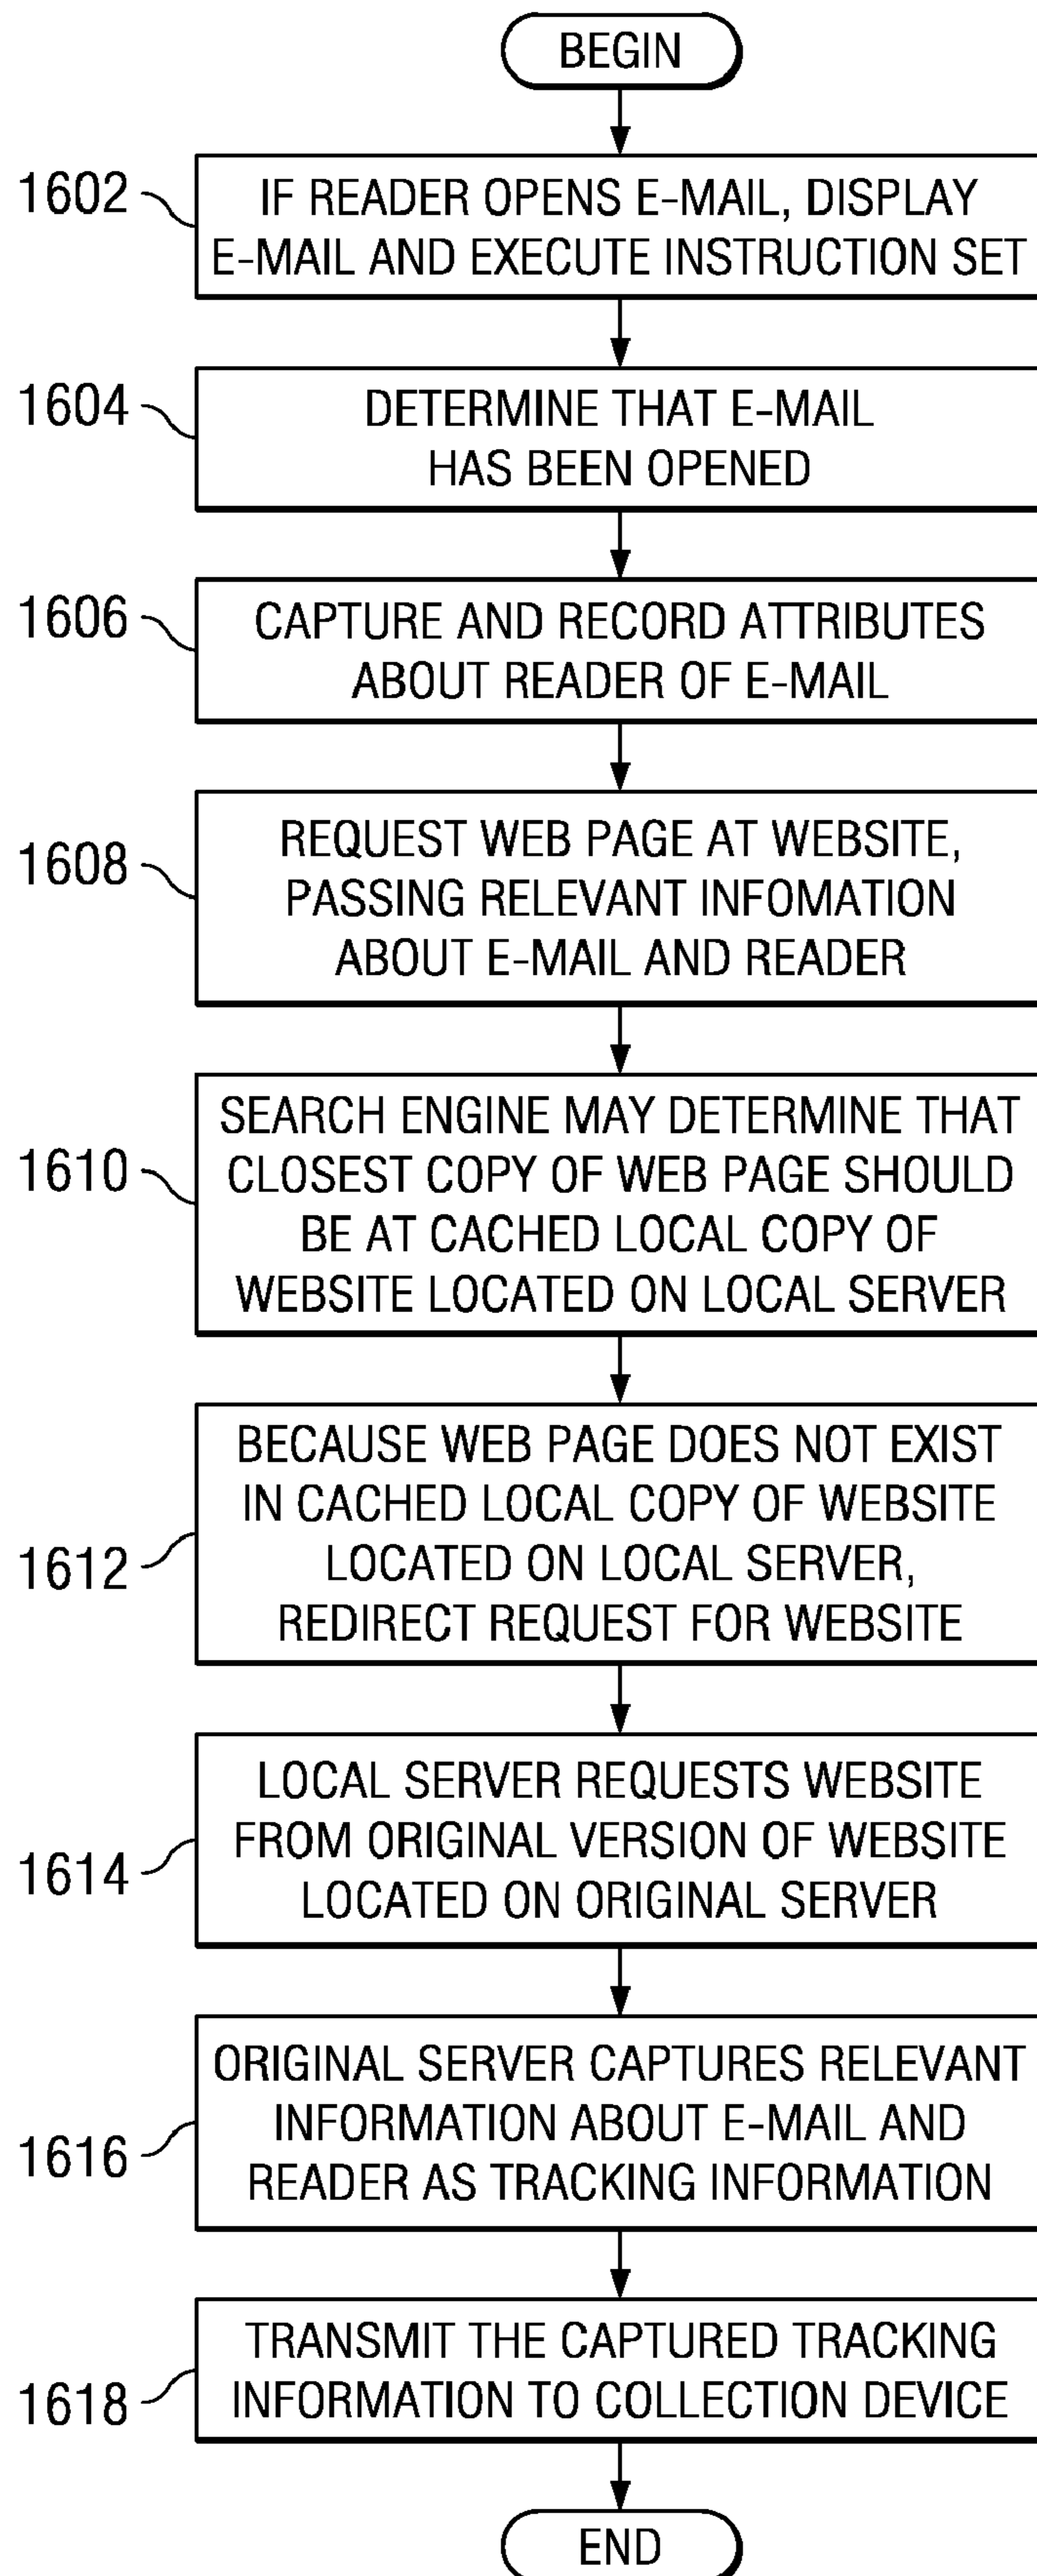 BEGIN
1602
IF READER OPENS E-MAIL, DISPLAY
E-MAIL AND EXECUTE INSTRUCTION SET
1604
DETERMINE THAT E-MAIL
HAS BEEN OPENED
1606
CAPTURE AND RECORD ATTRIBUTES
ABOUT READER OF E-MAIL
1608
REQUEST WEB PAGE AT WEBSITE,
PASSING RELEVANT INFOMATION
ABOUT E-MAIL AND READER
1610
SEARCH ENGINE MAY DETERMINE THAT
CLOSEST COPY OF WEB PAGE SHOULD
BE AT CACHED LOCAL COPY OF
WEBSITE LOCATED ON LOCAL SERVER
1612
BECAUSE WEB PAGE DOES NOT EXIST
IN CACHED LOCAL COPY OF WEBSITE
LOCATED ON LOCAL SERVER,
REDIRECT REQUEST FOR WEBSITE
1614
LOCAL SERVER REQUESTS WEBSITE
FROM ORIGINAL VERSION OF WEBSITE
LOCATED ON ORIGINAL SERVER
1616
ORIGINAL SERVER CAPTURES RELEVANT
INFORMATION ABOUT E-MAIL AND
READER AS TRACKING INFORMATION
1618
TRANSMIT THE CAPTURED TRACKING
INFORMATION TO COLLECTION DEVICE
END